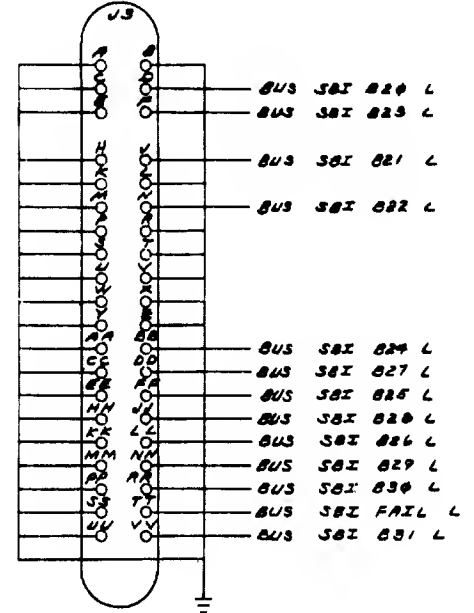 J3
BUS SBI B20 L
BUS SBI B23 L
BUS SBI B21 L
BUS SBI B22 L
AA BB BUS SBI B24 L
CC DD BUS SBI B27 L
EE FF BUS SBI B25 L
HH JJ BUS SBI B28 L
KK LL BUS SBI B26 L
MM NN BUS SBI B29 L
PP RR BUS SBI B30 L
SS TT BUS SBI FAIL L
UU VV BUS SBI B31 L